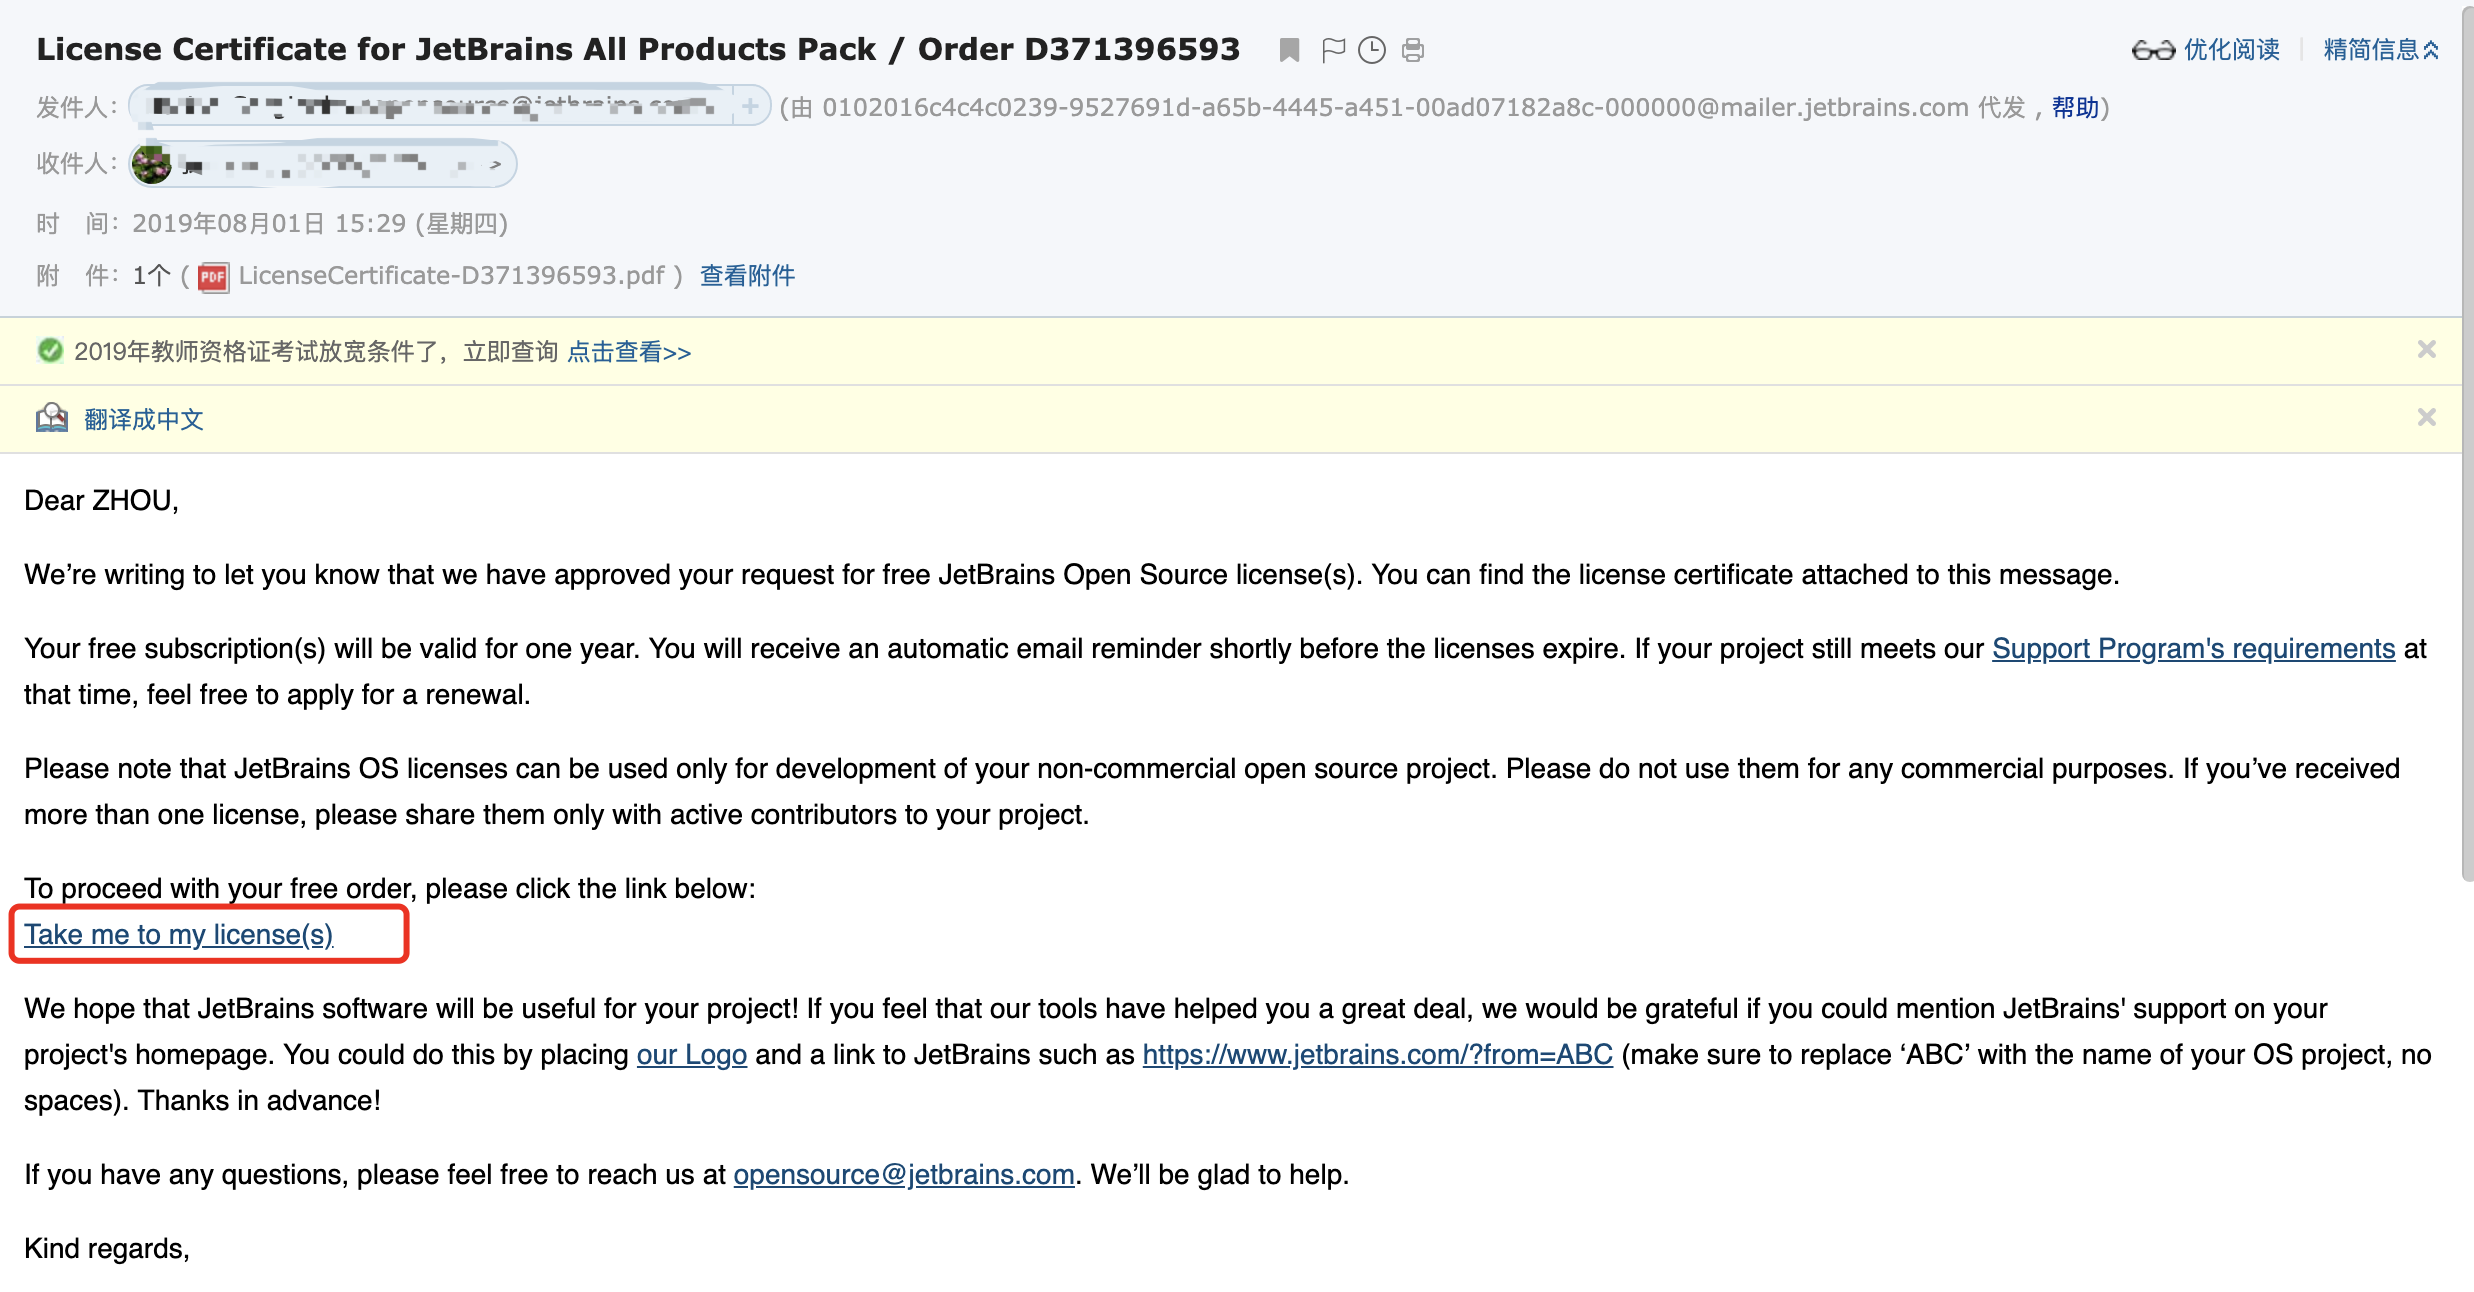 License Certificate for JetBrains All Products Pack / Order D371396593
优化阅读 精简信息
发件人： (由 0102016c4c4c0239-9527691d-a65b-4445-a451-00ad07182a8c-000000@mailer.jetbrains.com 代发 , 帮助)
收件人：
时 间： 2019年08月01日 15:29 (星期四)
附 件： 1个 ( PDF LicenseCertificate-D371396593.pdf ) 查看附件
2019年教师资格证考试放宽条件了，立即查询 点击查看>>
翻译成中文
Dear ZHOU,
We’re writing to let you know that we have approved your request for free JetBrains Open Source license(s). You can find the license certificate attached to this message.
Your free subscription(s) will be valid for one year. You will receive an automatic email reminder shortly before the licenses expire. If your project still meets our Support Program's requirements at
that time, feel free to apply for a renewal.
Please note that JetBrains OS licenses can be used only for development of your non-commercial open source project. Please do not use them for any commercial purposes. If you’ve received
more than one license, please share them only with active contributors to your project.
To proceed with your free order, please click the link below:
Take me to my license(s)
We hope that JetBrains software will be useful for your project! If you feel that our tools have helped you a great deal, we would be grateful if you could mention JetBrains' support on your
project's homepage. You could do this by placing our Logo and a link to JetBrains such as https://www.jetbrains.com/?from=ABC (make sure to replace ‘ABC’ with the name of your OS project, no
spaces). Thanks in advance!
If you have any questions, please feel free to reach us at opensource@jetbrains.com. We’ll be glad to help.
Kind regards,